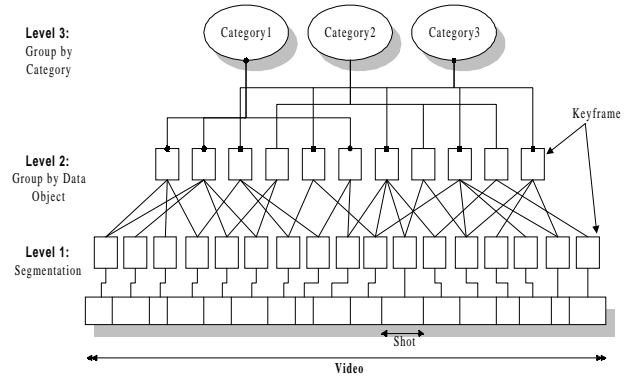 Level 3:
Group by
Category
Category1
Category2
Category3
Keyframe
Level 2:
Group by Data
Object
Level 1:
Segmentation
Shot
Video